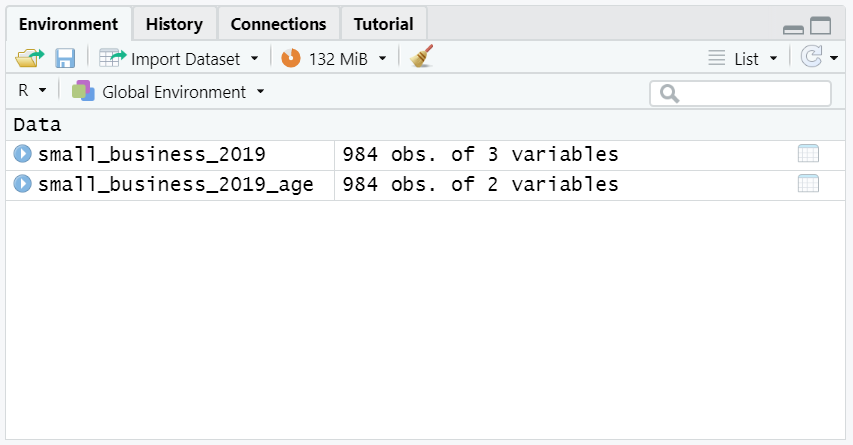 Environment History Connections Tutorial
Import Dataset 132 MiB List
R Global Environment
Data
small_business_2019 984 obs. of 3 variables
small_business_2019_age 984 obs. of 2 variables